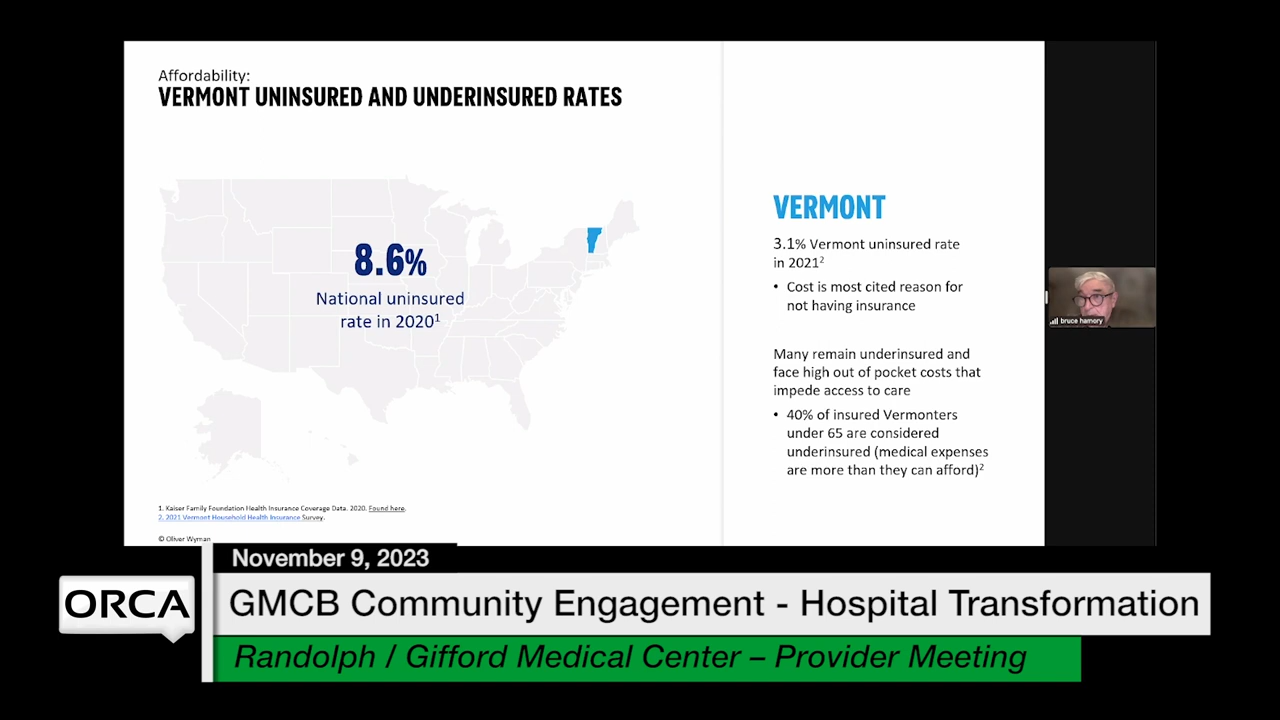 Affordability:
VERMONT UNINSURED AND UNDERINSURED RATES
8.6%
National uninsured
rate in 2020¹
VERMONT
3.1% Vermont uninsured rate
in 2021²
• Cost is most cited reason for
not having insurance
Many remain underinsured and
face high out of pocket costs that
impede access to care
• 40% of insured Vermonters
under 65 are considered
underinsured (medical expenses
are more than they can afford)²
1. Kaiser Family Foundation Health Insurance Coverage Data. 2020. Found here.
2. 2021 Vermont Household Health Insurance Survey.
© Oliver Wyman
bruce hamory
November 9, 2023
ORCA
GMCB Community Engagement - Hospital Transformation
Randolph / Gifford Medical Center – Provider Meeting